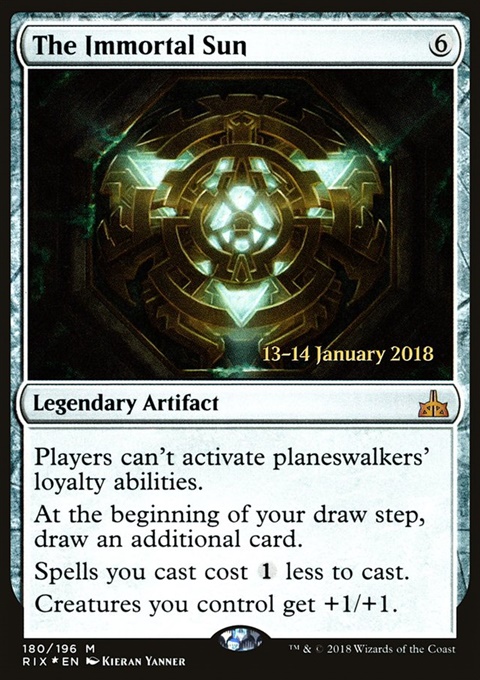 The Immortal Sun 6
13-14 January 2018
Legendary Artifact
Players can't activate planeswalkers'
loyalty abilities.
At the beginning of your draw step,
draw an additional card.
Spells you cast cost 1 less to cast.
Creatures you control get +1/+1.
180/196 M
RIX★EN Kieran Yanner
™ & © 2018 Wizards of the Coast